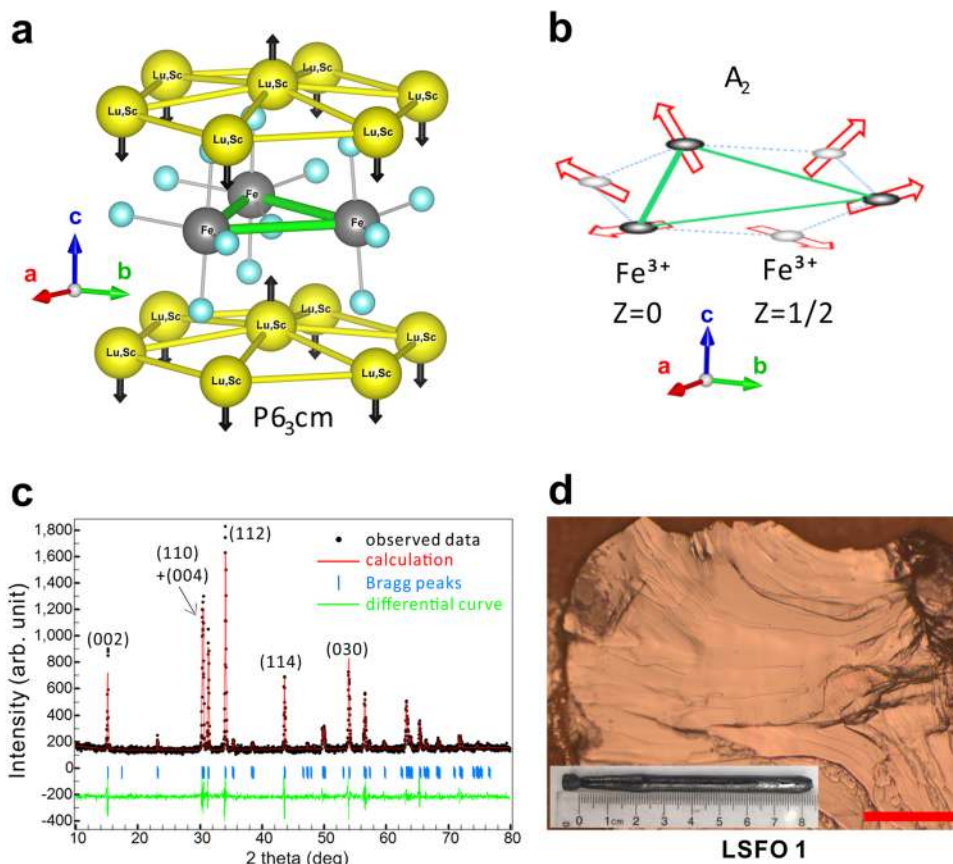 a
Lu,Sc Lu,Sc
Lu,Sc Lu,Sc Lu,Sc
Lu,Sc Lu,Sc
Fe
Fe Fe
c
a b
Lu,Sc Lu,Sc
Lu,Sc Lu,Sc Lu,Sc
Lu,Sc Lu,Sc
P6₃cm
b
A₂
Fe³⁺ Fe³⁺
Z=0 Z=1/2
c
a b
c
Intensity (arb. unit)
1,800
1,600
1,400
1,200
1,000
800
600
400
200
0
-200
-400
(002)
(110)
+(004)
(112)
(114)
(030)
observed data
calculation
Bragg peaks
differential curve
10 20 30 40 50 60 70 80
2 theta (deg)
d
0 1cm 2 3 4 5 6 7 8
LSFO 1